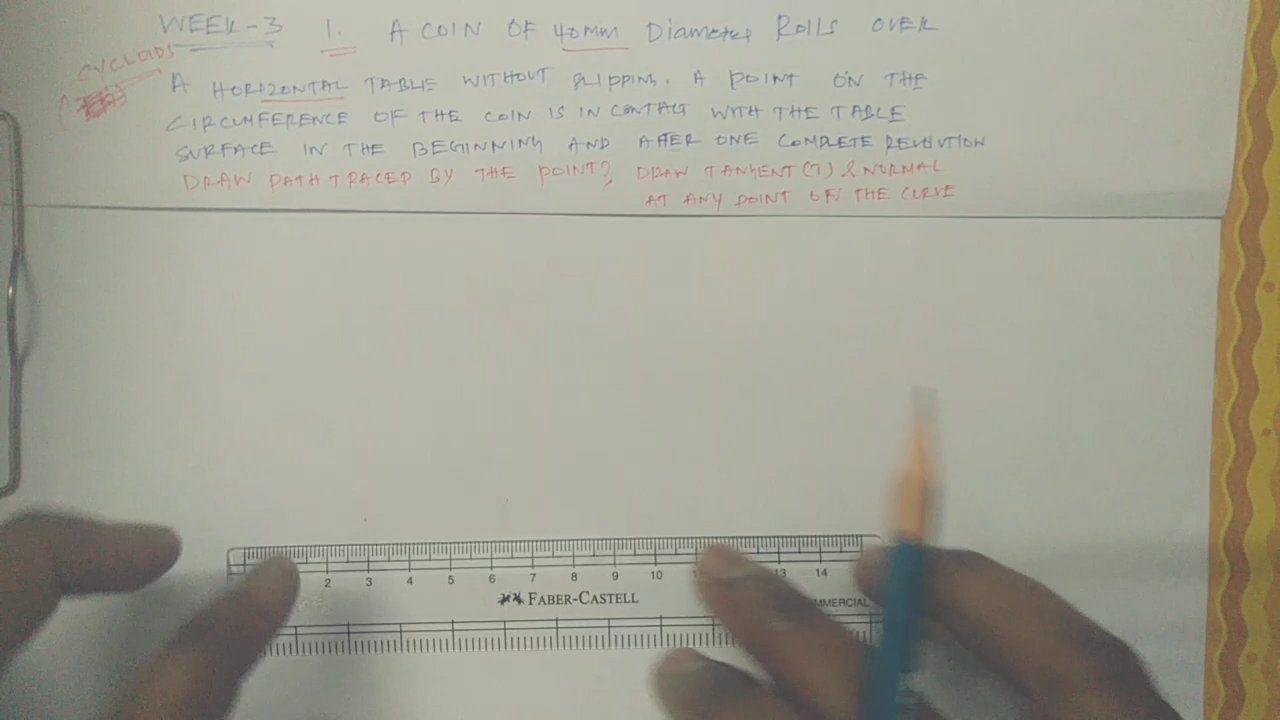 WEEK-3 1. A COIN OF 40mm Diameter Rolls OVER
CYCLOIDS
A HORIZONTAL TABLE WITHOUT SLIPPING. A POINT ON THE
CIRCUMFERENCE OF THE COIN IS IN CONTACT WITH THE TABLE
SURFACE IN THE BEGINNING AND AFTER ONE COMPLETE REVOLUTION
DRAW PATH TRACED BY THE POINT? DRAW TANGENT (T) & NORMAL
AT ANY POINT ON THE CURVE
2 3 4 5 6 7 8 9 10 13 14
FABER-CASTELL